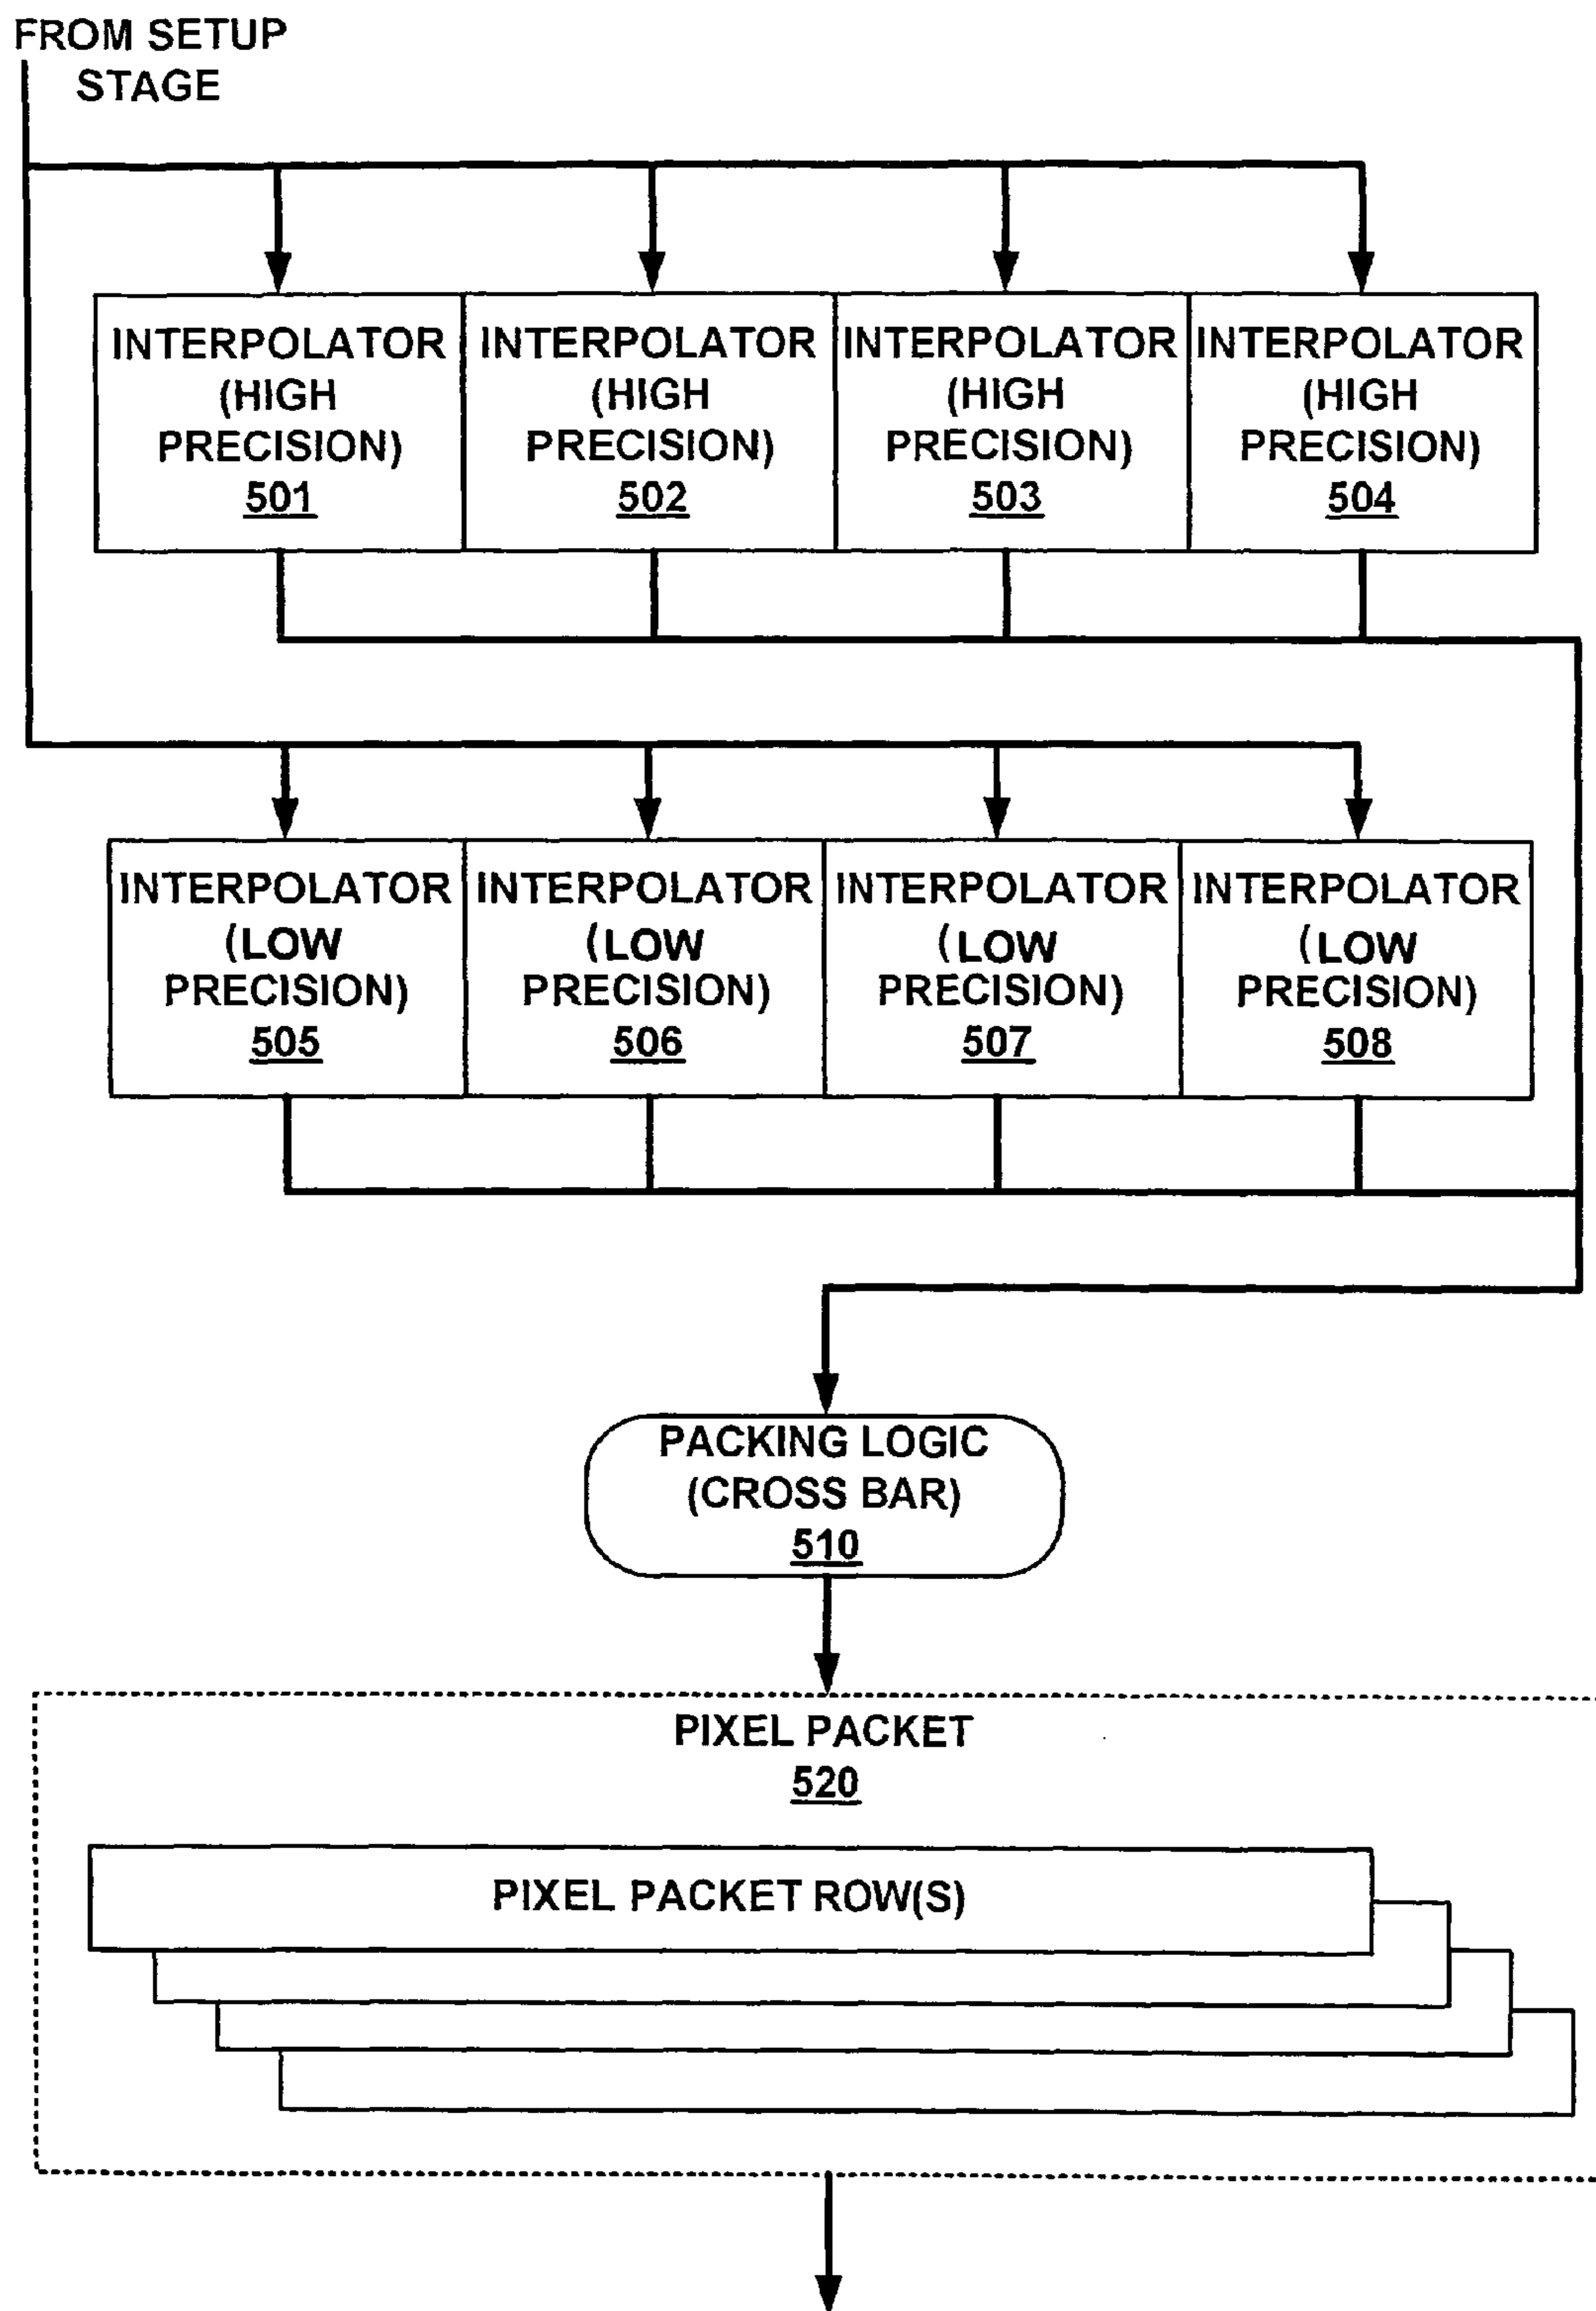 FROM SETUP
STAGE
INTERPOLATOR
(HIGH
PRECISION)
501
INTERPOLATOR
(HIGH
PRECISION)
502
INTERPOLATOR
(HIGH
PRECISION)
503
INTERPOLATOR
(HIGH
PRECISION)
504
INTERPOLATOR
(LOW
PRECISION)
505
INTERPOLATOR
(LOW
PRECISION)
506
INTERPOLATOR
(LOW
PRECISION)
507
INTERPOLATOR
(LOW
PRECISION)
508
PACKING LOGIC
(CROSS BAR)
510
PIXEL PACKET
520
PIXEL PACKET ROW(S)